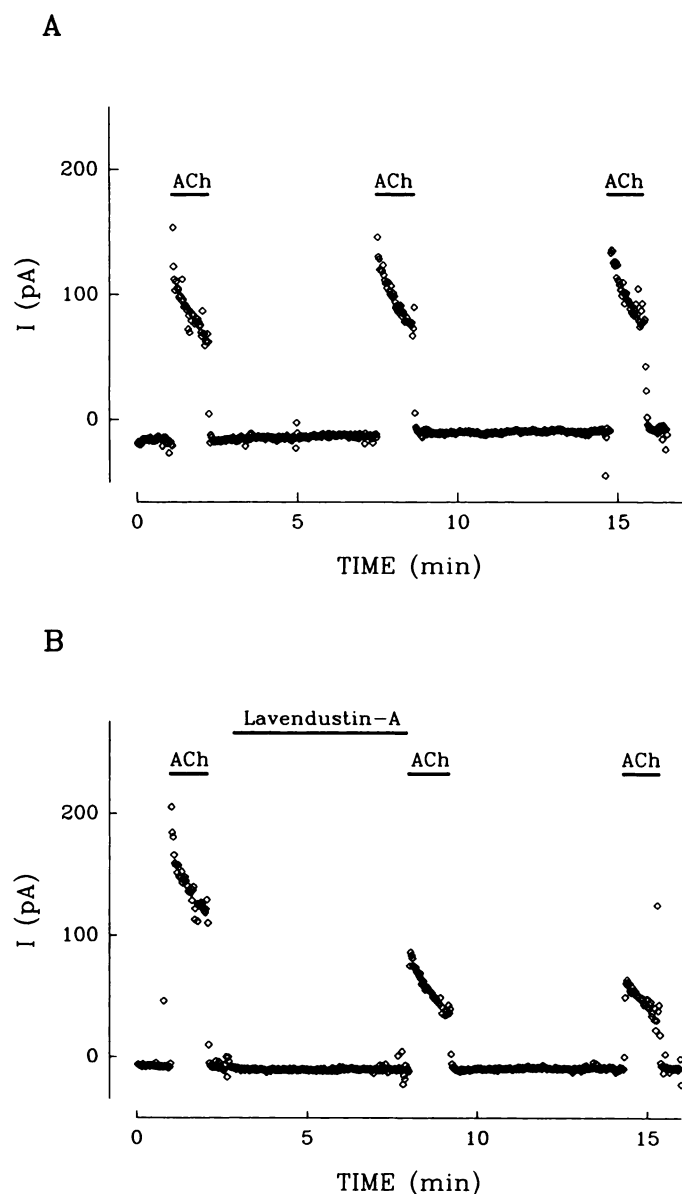 A
200
100
0
I (pA)
ACh ACh ACh
0 5 10 15
TIME (min)
B
Lavendustin-A
ACh ACh ACh
200
100
0
I (pA)
0 5 10 15
TIME (min)